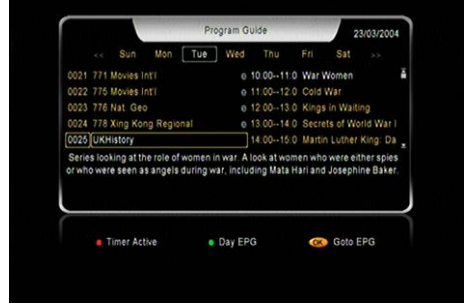 Program Guide 23/03/2004
<< Sun Mon Tue Wed Thu Fri Sat >>
0021 771 Movies Int'l 10:00--11:0 War Women
0022 775 Movies Int'l 11:00--12:0 Cold War
0023 776 Nat. Geo 12:00--13:0 Kings in Waiting
0024 778 Xing Kong Regional 13:00--14:0 Secrets of World War I
0025 UKHistory 14:00--15:0 Martin Luther King: Da
Series looking at the role of women in war. A look at women who were either spies
or who were seen as angels during war, including Mata Hari and Josephine Baker.
Timer Active Day EPG OK Goto EPG